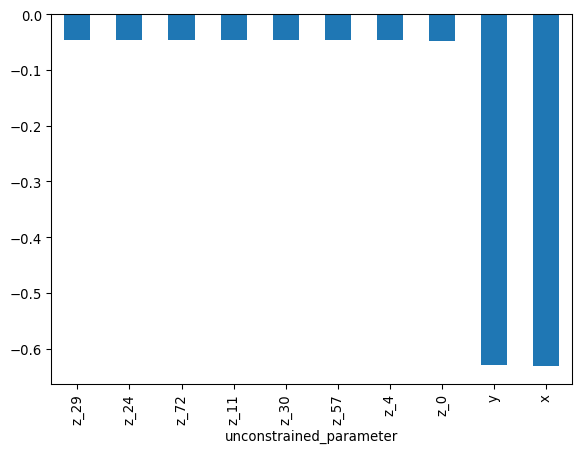 0.0
−0.1
−0.2
−0.3
−0.4
−0.5
−0.6
z_29
z_24
z_72
z_11
z_30
z_57
z_4
z_0
y
x
unconstrained_parameter